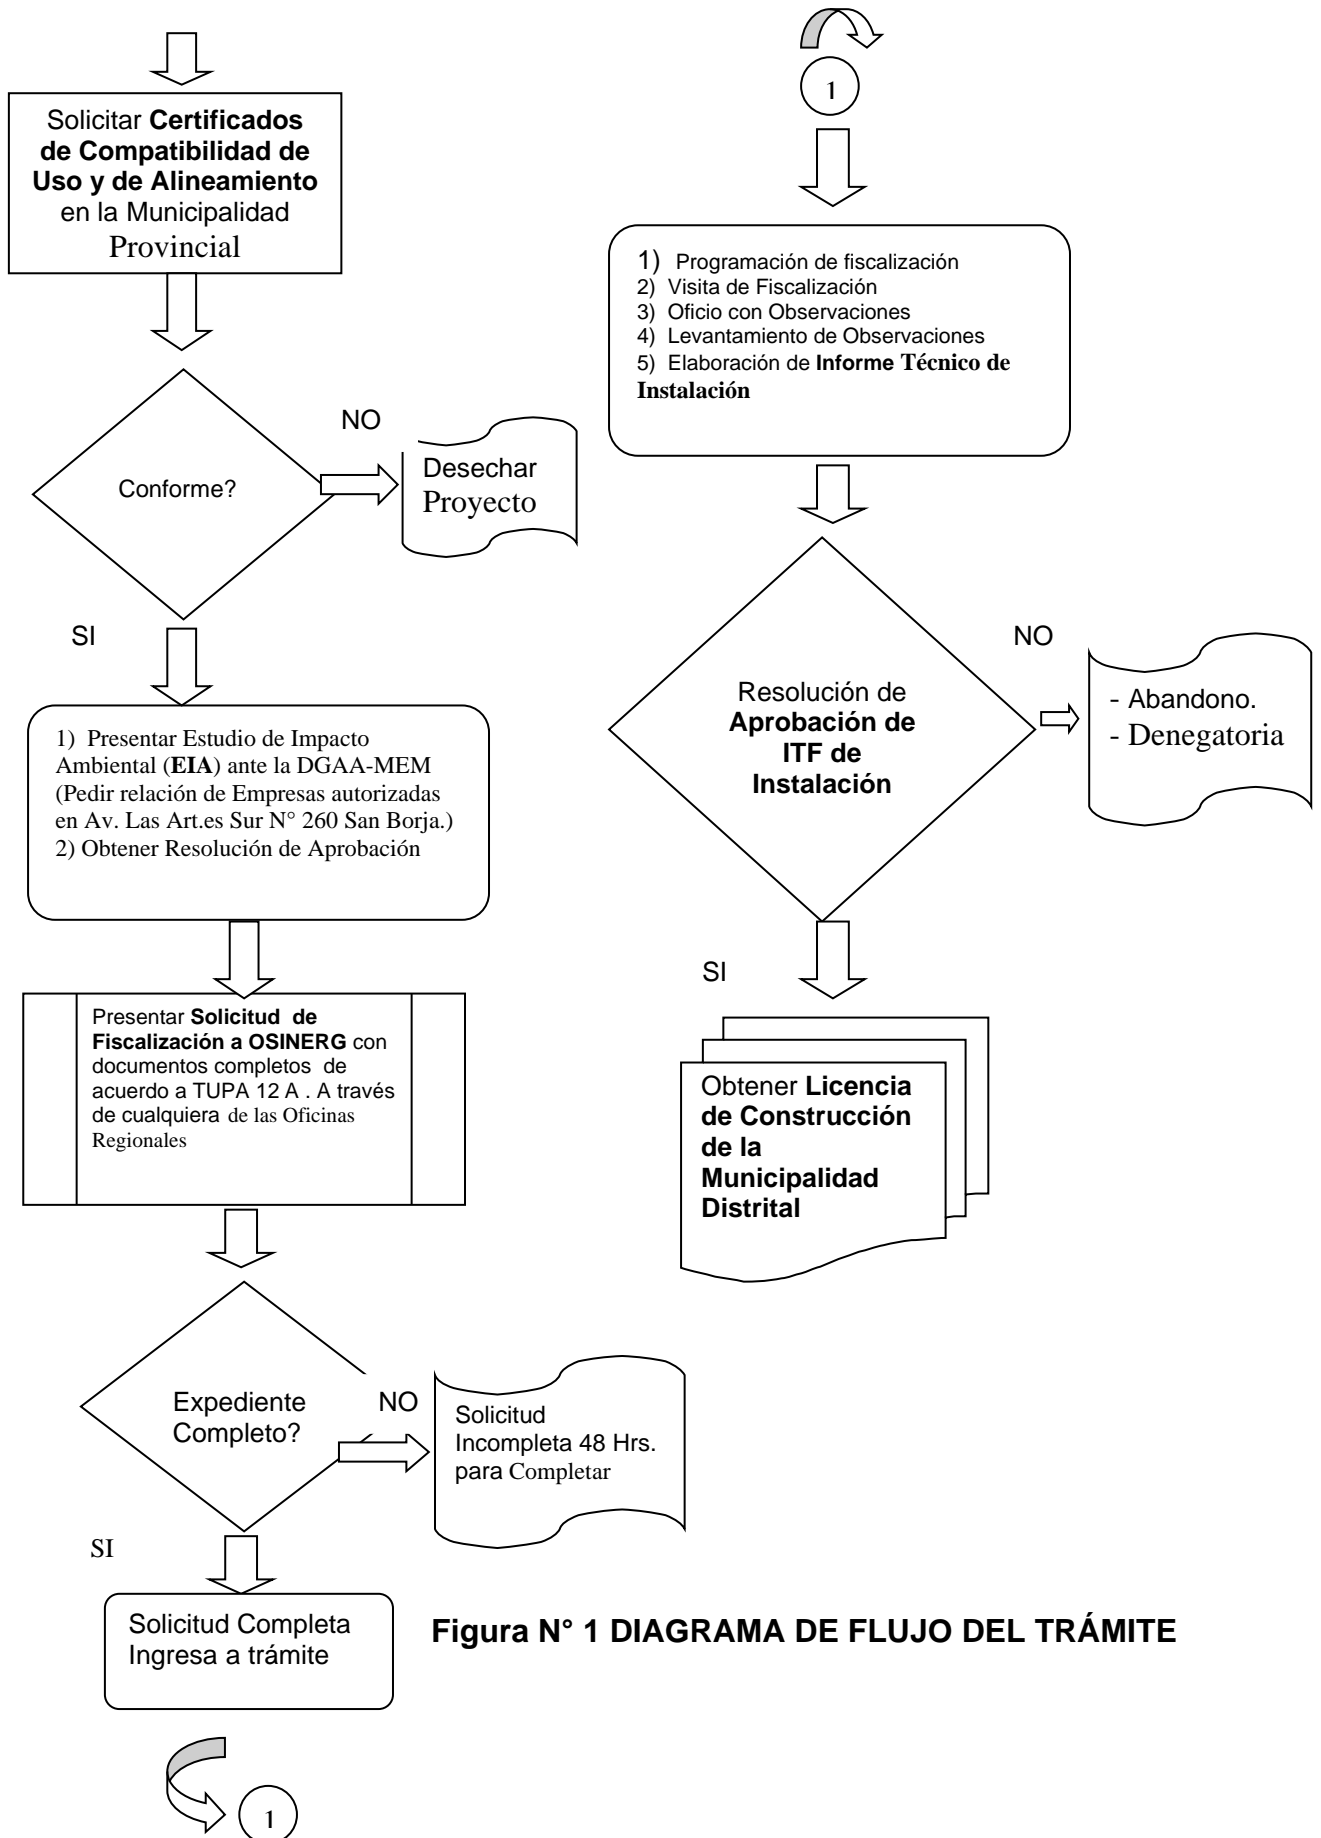 Solicitar Certificados
de Compatibilidad de
Uso y de Alineamiento
en la Municipalidad
Provincial
Conforme?
NO
Desechar
Proyecto
SI
1) Presentar Estudio de Impacto
Ambiental (EIA) ante la DGAA-MEM
(Pedir relación de Empresas autorizadas
en Av. Las Art.es Sur N° 260 San Borja.)
2) Obtener Resolución de Aprobación
Presentar Solicitud de
Fiscalización a OSINERG con
documentos completos de
acuerdo a TUPA 12 A . A través
de cualquiera de las Oficinas
Regionales
Expediente
Completo?
NO
Solicitud
Incompleta 48 Hrs.
para Completar
SI
Solicitud Completa
Ingresa a trámite
1
1
1) Programación de fiscalización
2) Visita de Fiscalización
3) Oficio con Observaciones
4) Levantamiento de Observaciones
5) Elaboración de Informe Técnico de
Instalación
Resolución de
Aprobación de
ITF de
Instalación
NO
- Abandono.
- Denegatoria
SI
Obtener Licencia
de Construcción
de la
Municipalidad
Distrital
Figura N° 1 DIAGRAMA DE FLUJO DEL TRÁMITE